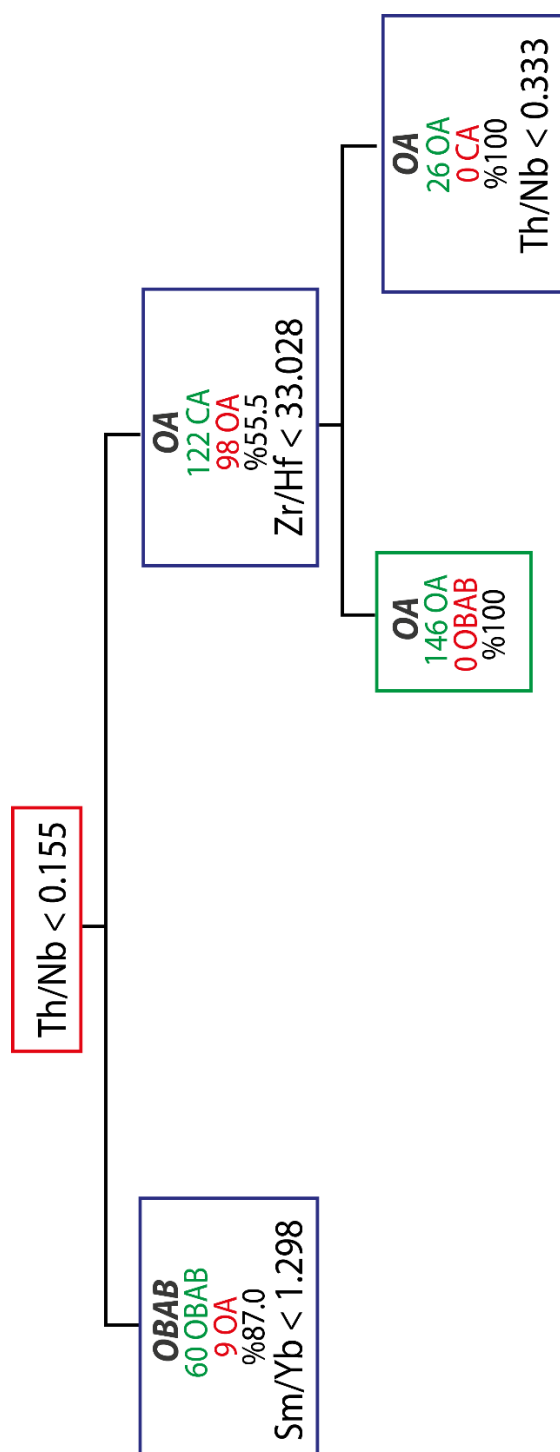 Th/Nb < 0.155
OBAB
60 OBAB
9 OA
%87.0
Sm/Yb < 1.298
OA
122 CA
98 OA
%55.5
Zr/Hf < 33.028
OA
146 OA
0 OBAB
%100
OA
26 OA
0 CA
%100
Th/Nb < 0.333